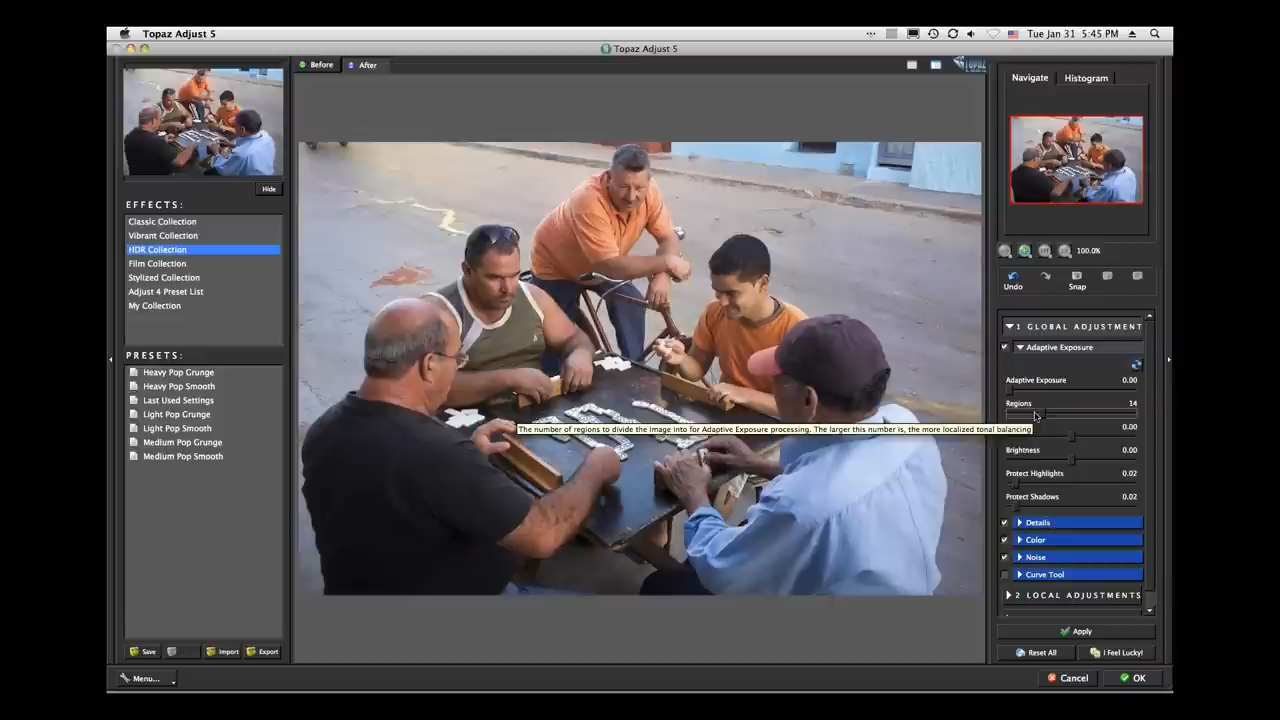 Topaz Adjust 5
Tue Jan 31 5:45 PM
Topaz Adjust 5
Before
After
TOPAZ
Navigate
Histogram
Hide
EFFECTS:
Classic Collection
Vibrant Collection
HDR Collection
Film Collection
Stylized Collection
Adjust 4 Preset List
My Collection
100.0%
Undo
Snap
1 GLOBAL ADJUSTMENT
Adaptive Exposure
PRESETS:
Heavy Pop Grunge
Heavy Pop Smooth
Last Used Settings
Light Pop Grunge
Light Pop Smooth
Medium Pop Grunge
Medium Pop Smooth
Adaptive Exposure 0.00
Regions 14
The number of regions to divide the image into for Adaptive Exposure processing. The larger this number is, the more localized tonal balancing
0.00
Brightness 0.00
Protect Highlights 0.02
Protect Shadows 0.02
Details
Color
Noise
Curve Tool
2 LOCAL ADJUSTMENTS
Apply
Save
Import
Export
Reset All
I Feel Lucky!
Menu...
Cancel
OK